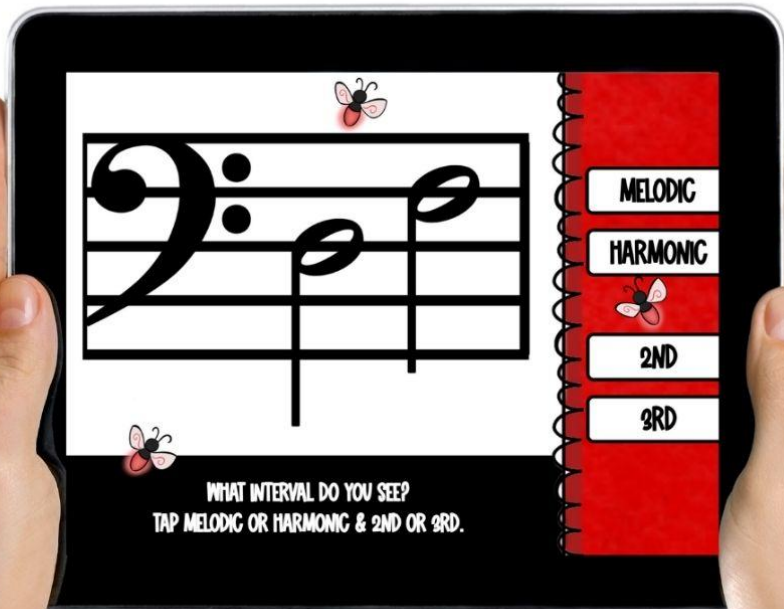 MELODIC
HARMONIC
2ND
3RD
WHAT INTERVAL DO YOU SEE?
TAP MELODIC OR HARMONIC & 2ND OR 3RD.